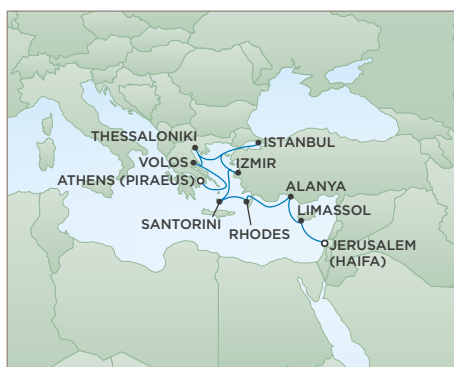 THESSALONIKI
ISTANBUL
VOLOS
IZMIR
ATHENS (PIRAEUS)
ALANYA
LIMASSOL
SANTORINI
RHODES
JERUSALEM
(HAIFA)